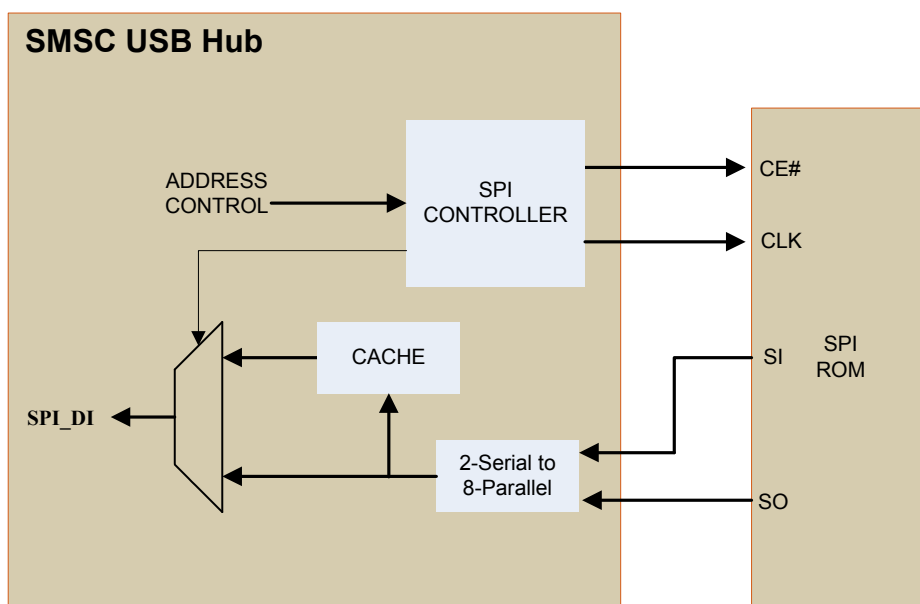 SMSC USB Hub
ADDRESS
CONTROL
SPI
CONTROLLER
CE#
CLK
CACHE
SI
SPI
ROM
SPI_DI
2-Serial to
8-Parallel
SO